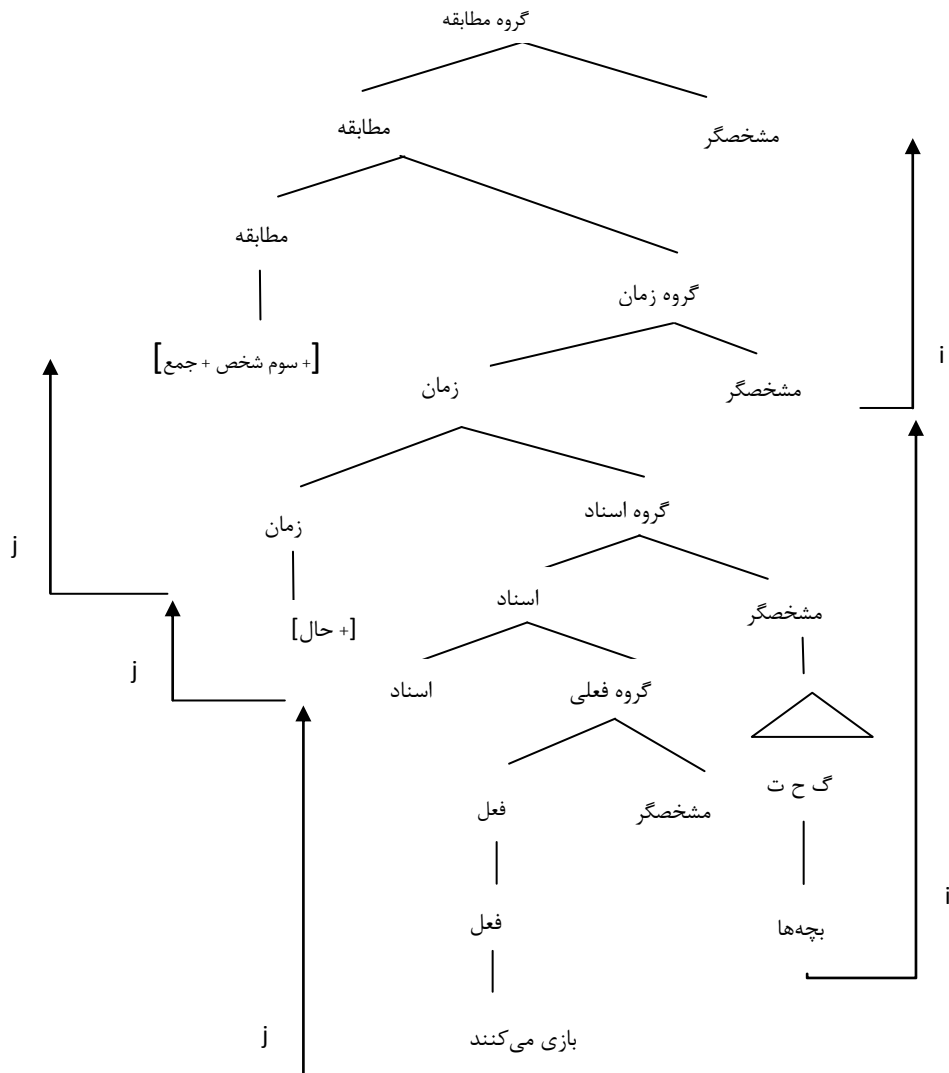 گروه مطابقه
مشخصگر
مطابقه
مطابقه
گروه زمان
[+ سوم شخص + جمع]
i
مشخصگر
زمان
گروه اسناد
زمان
j
اسناد
مشخصگر
[+ حال]
j
گروه فعلی
اسناد
گ ح ت
مشخصگر
فعل
i
بچه‌ها
فعل
بازی می‌کنند
j